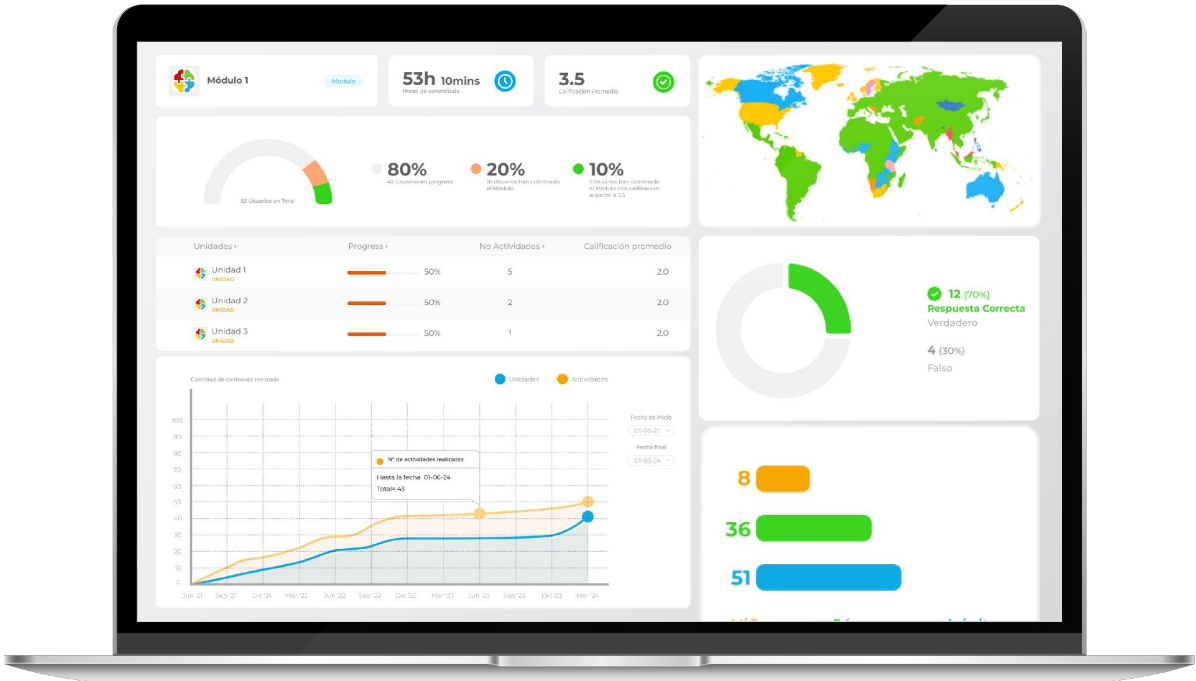 Módulo 1
Modulo
53h 10mins
Horas de aprendizaje
3.5
Calificación Promedio
53 Usuarios en Total
80%
42 Usuarios en progreso
20%
16 Usuarios han culminado
el Módulo
10%
5 Usuarios han culminado
el Módulo con calificación
superior a 3.5
Unidades
Progress
No Actividades
Calificación promedio
Unidad 1
UNIDAD
50%
5
2.0
Unidad 2
UNIDAD
50%
2
2.0
Unidad 3
UNIDAD
50%
1
2.0
Cantidad de contenido realizado
Unidades
Actividades
100
90
80
70
60
50
40
30
20
10
0
Nº de actividades realizadas
Hasta la fecha: 01-06-24
Total= 43
Jun '21
Sep '21
Dic '21
Mar '22
Jun '22
Sep '22
Dic '22
Mar '23
Jun '23
Sep '23
Dic '23
Mar '24
Fecha de inicio
01-06-21
Fecha final
01-03-24
12 (70%)
Respuesta Correcta
Verdadero
4 (30%)
Falso
8
36
51